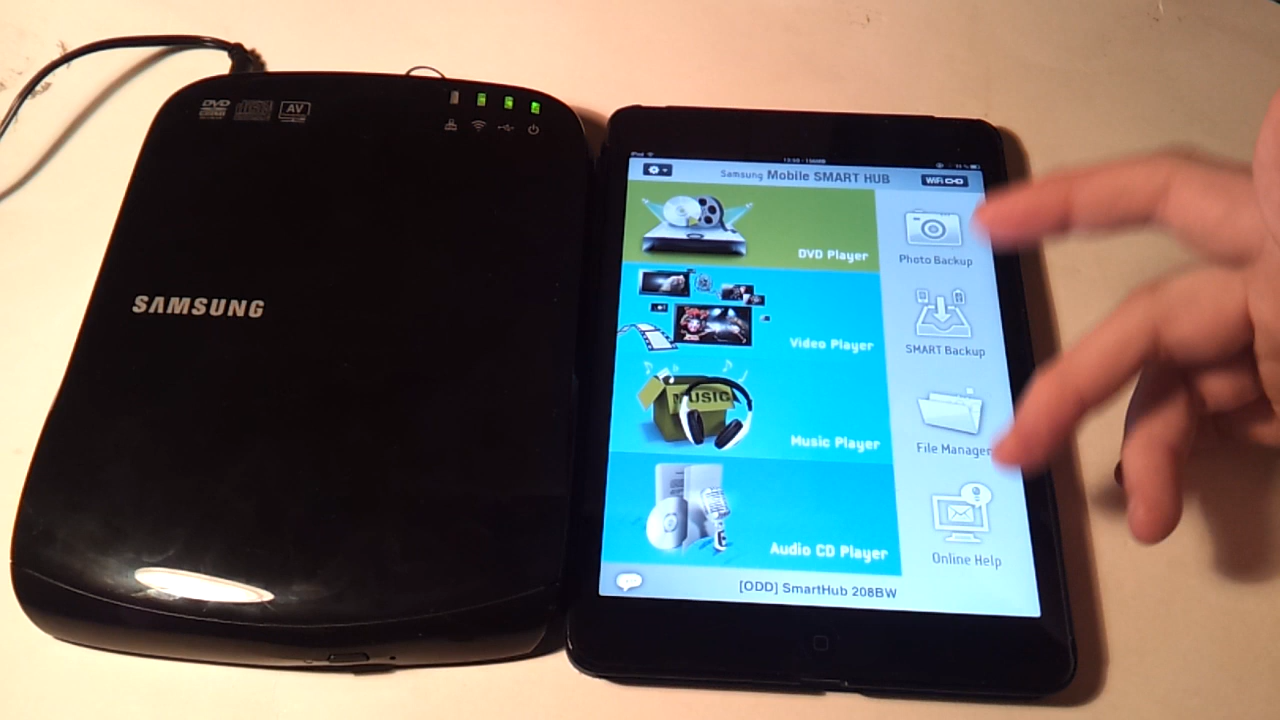 DVD
AV
SAMSUNG
iPod
Samsung Mobile SMART HUB
WiFi
DVD Player
Photo Backup
Video Player
SMART Backup
MUSIC
Music Player
File Manager
Audio CD Player
Online Help
[ODD] SmartHub 208BW